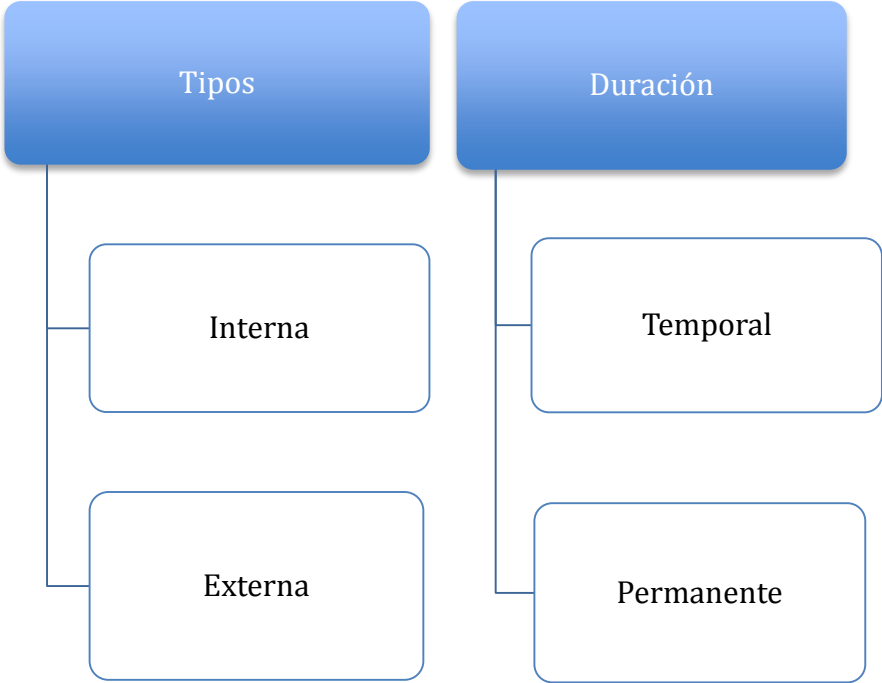 Tipos
Interna
Externa
Duración
Temporal
Permanente